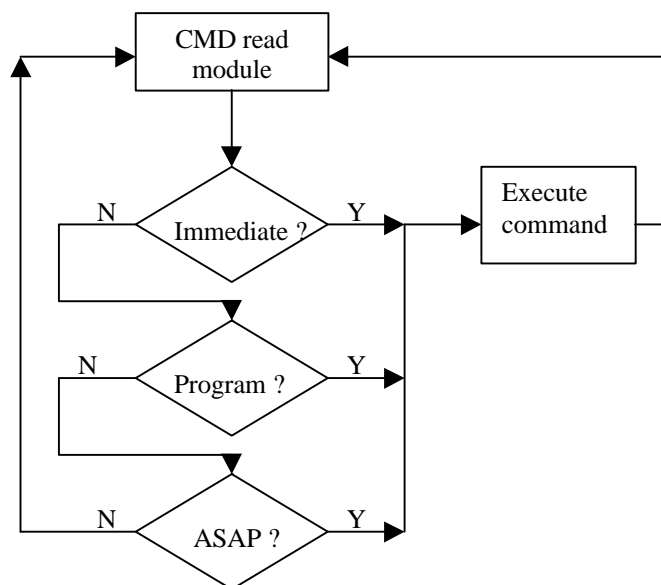 CMD read
module
N
Immediate ?
Y
Execute
command
N
Program ?
Y
N
ASAP ?
Y